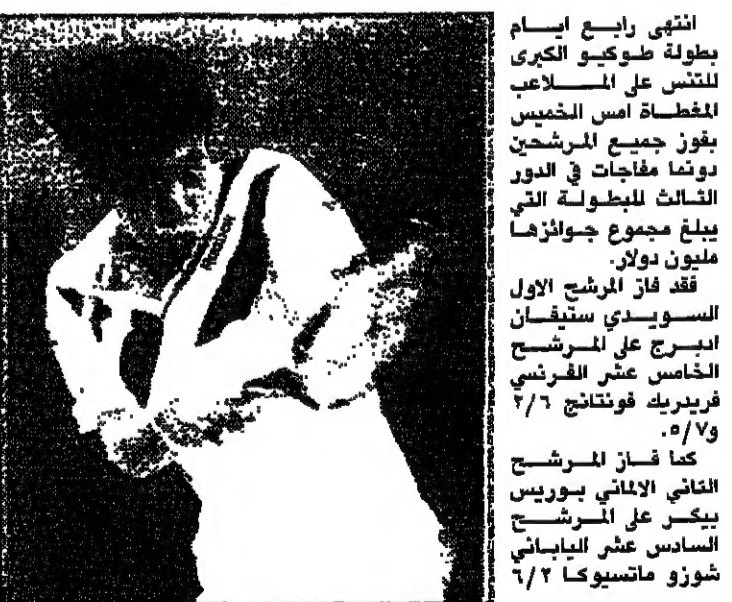 انتهى رابع ايام
بطولة طوكيو الكبرى
للتنس على الملاعب
المغطاة امس الخميس
بفوز جميع المرشحين
دونما مفاجات في الدور
الثالث للبطولة التي
يبلغ مجموع جوائزها
مليون دولار.
فقد فاز المرشح الاول
السويدي ستيفان
ادبرج على المرشح
الخامس عشر الفرنسي
فريدريك فونتانج ٢/٦
و٥/٧.
كما فاز المرشح
الثاني الالماني بوريس
بيكر على المرشح
السادس عشر الياباني
شوزو ماتسيوكا ٦/٢